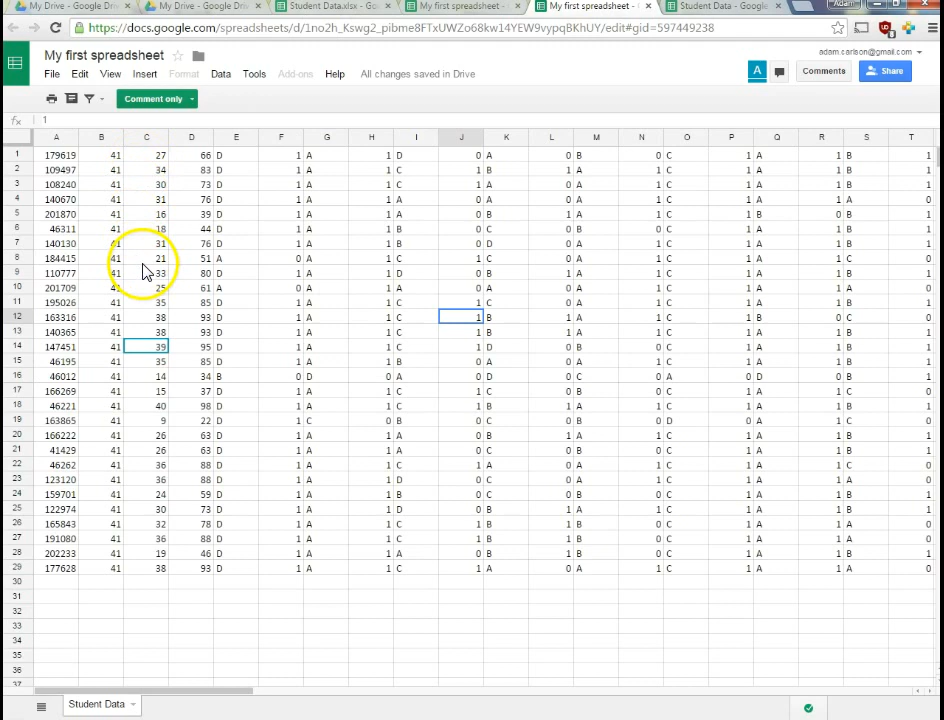 My Drive - Google Driv × My Drive - Google Driv × Student Data.xlsx - Go × My first spreadsheet - × My first spreadsheet - × Student Data - Google × Adam
https://docs.google.com/spreadsheets/d/1no2h_Kswg2_pibme8FTxUWZo68kw14YEW9vypqBKhUY/edit#gid=597449238
My first spreadsheet adam.carlson@gmail.com
File Edit View Insert Format Data Tools Add-ons Help All changes saved in Drive A Comments Share
Comment only
fx 1
A B C D E F G H I J K L M N O P Q R S T
1 179619 41 27 66 D 1 A 1 D 0 A 0 B 0 C 1 A 1 B 1
2 109497 41 34 83 D 1 A 1 C 1 B 1 A 1 C 1 A 1 B 1
3 108240 41 30 73 D 1 A 1 C 1 A 0 A 1 C 1 A 1 A 0
4 140670 41 31 76 D 1 A 1 A 0 A 0 A 1 C 1 A 1 A 0
5 201870 41 16 39 D 1 A 1 A 0 B 1 A 1 C 1 B 0 B 1
6 46311 41 18 44 D 1 A 1 B 0 C 0 B 0 C 1 A 1 B 1
7 140130 41 31 76 D 1 A 1 B 0 D 0 A 1 C 1 A 1 B 1
8 184415 41 21 51 A 0 A 1 C 1 C 0 A 1 C 1 A 1 C 0
9 110777 41 33 80 D 1 A 1 D 0 B 1 A 1 C 1 A 1 B 1
10 201709 41 25 61 A 0 A 1 A 0 A 0 A 1 C 1 A 1 A 0
11 195026 41 35 85 D 1 A 1 C 1 C 0 A 1 C 1 A 1 B 1
12 163316 41 38 93 D 1 A 1 C 1 B 1 A 1 C 1 B 0 C 0
13 140365 41 38 93 D 1 A 1 C 1 B 1 A 1 C 1 A 1 B 1
14 147451 41 39 95 D 1 A 1 C 1 D 0 B 0 C 1 A 1 B 1
15 46195 41 35 85 D 1 A 1 B 0 A 0 A 1 C 1 A 1 B 1
16 46012 41 14 34 B 0 D 0 A 0 D 0 C 0 A 0 D 0 B 1
17 166269 41 15 37 D 1 A 1 C 1 C 0 B 0 C 1 A 1 A 0
18 46221 41 40 98 D 1 A 1 C 1 B 1 A 1 C 1 A 1 B 1
19 163865 41 9 22 D 1 C 0 B 0 C 0 B 0 D 0 A 1 C 0
20 166222 41 26 63 D 1 A 1 A 0 B 1 A 1 C 1 A 1 B 1
21 41429 41 26 63 D 1 A 1 A 0 C 0 B 0 C 1 A 1 B 1
22 46262 41 36 88 D 1 A 1 C 1 A 0 A 1 C 1 A 1 C 0
23 123120 41 36 88 D 1 A 1 D 0 C 0 A 1 C 1 A 1 A 0
24 159701 41 24 59 D 1 A 1 B 0 C 0 B 0 C 1 A 1 B 1
25 122974 41 30 73 D 1 A 1 D 0 B 1 A 1 C 1 A 1 B 1
26 165843 41 32 78 D 1 A 1 C 1 B 1 B 0 C 1 A 1 A 0
27 191080 41 36 88 D 1 A 1 C 1 B 1 B 0 C 1 A 1 A 0
28 202233 41 19 46 D 1 A 1 A 0 B 1 B 0 C 1 A 1 B 1
29 177628 41 38 93 D 1 A 1 C 1 A 0 A 1 C 1 A 1 A 0
30
31
32
33
34
35
36
37
Student Data